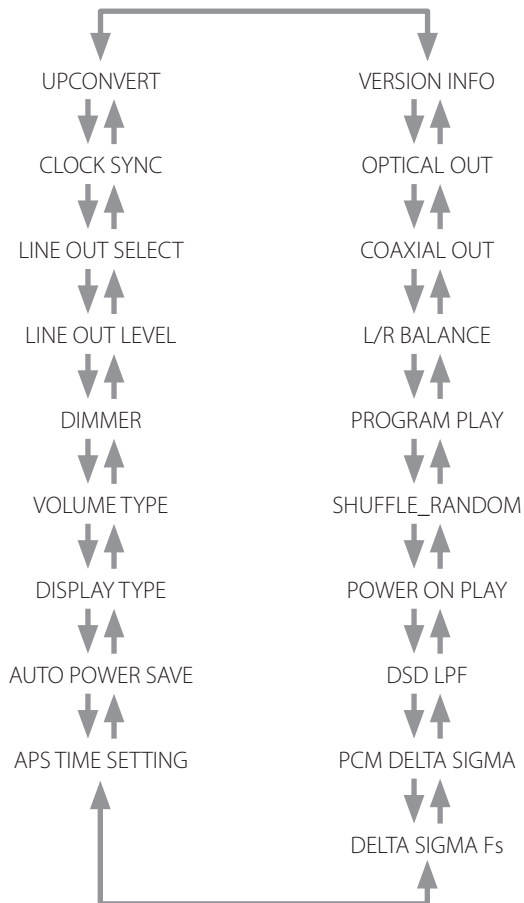 UPCONVERT
CLOCK SYNC
LINE OUT SELECT
LINE OUT LEVEL
DIMMER
VOLUME TYPE
DISPLAY TYPE
AUTO POWER SAVE
APS TIME SETTING
VERSION INFO
OPTICAL OUT
COAXIAL OUT
L/R BALANCE
PROGRAM PLAY
SHUFFLE_RANDOM
POWER ON PLAY
DSD LPF
PCM DELTA SIGMA
DELTA SIGMA Fs